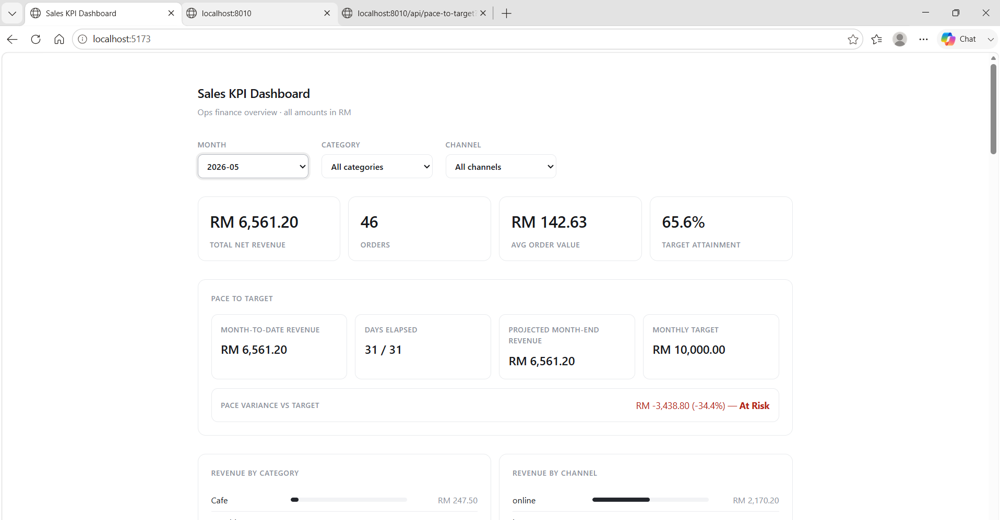 Sales KPI Dashboard
localhost:8010
localhost:8010/api/pace-to-target?
localhost:5173
Chat
Sales KPI Dashboard
Ops finance overview · all amounts in RM
MONTH
CATEGORY
CHANNEL
2026-05
All categories
All channels
RM 6,561.20
TOTAL NET REVENUE
46
ORDERS
RM 142.63
AVG ORDER VALUE
65.6%
TARGET ATTAINMENT
PACE TO TARGET
MONTH-TO-DATE REVENUE
RM 6,561.20
DAYS ELAPSED
31 / 31
PROJECTED MONTH-END
REVENUE
RM 6,561.20
MONTHLY TARGET
RM 10,000.00
PACE VARIANCE VS TARGET
RM -3,438.80 (-34.4%) — At Risk
REVENUE BY CATEGORY
Cafe
RM 247.50
REVENUE BY CHANNEL
online
RM 2,170.20